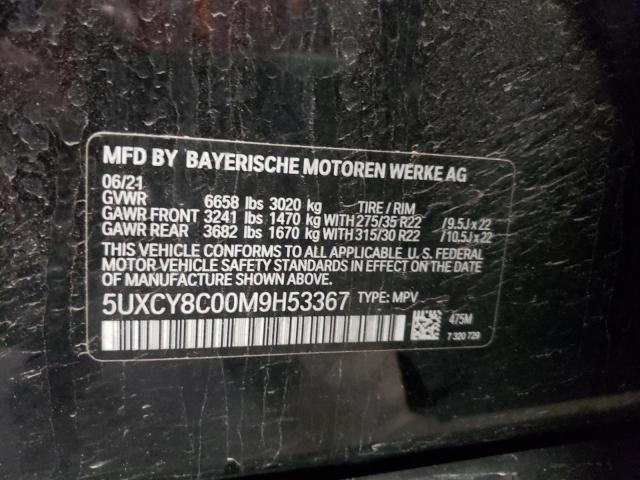 MFD BY BAYERISCHE MOTOREN WERKE AG
06/21
GVWR 6658 lbs 3020 kg TIRE / RIM
GAWR FRONT 3241 lbs 1470 kg WITH 275/35 R22 / 9.5J x 22
GAWR REAR 3682 lbs 1670 kg WITH 315/30 R22 / 10.5J x 22
THIS VEHICLE CONFORMS TO ALL APPLICABLE U.S. FEDERAL
MOTOR VEHICLE SAFETY STANDARDS IN EFFECT ON THE DATE OF
MANUFACTURE SHOWN ABOVE.
5UXCY8C00M9H53367 TYPE: MPV
475M
7 320 729